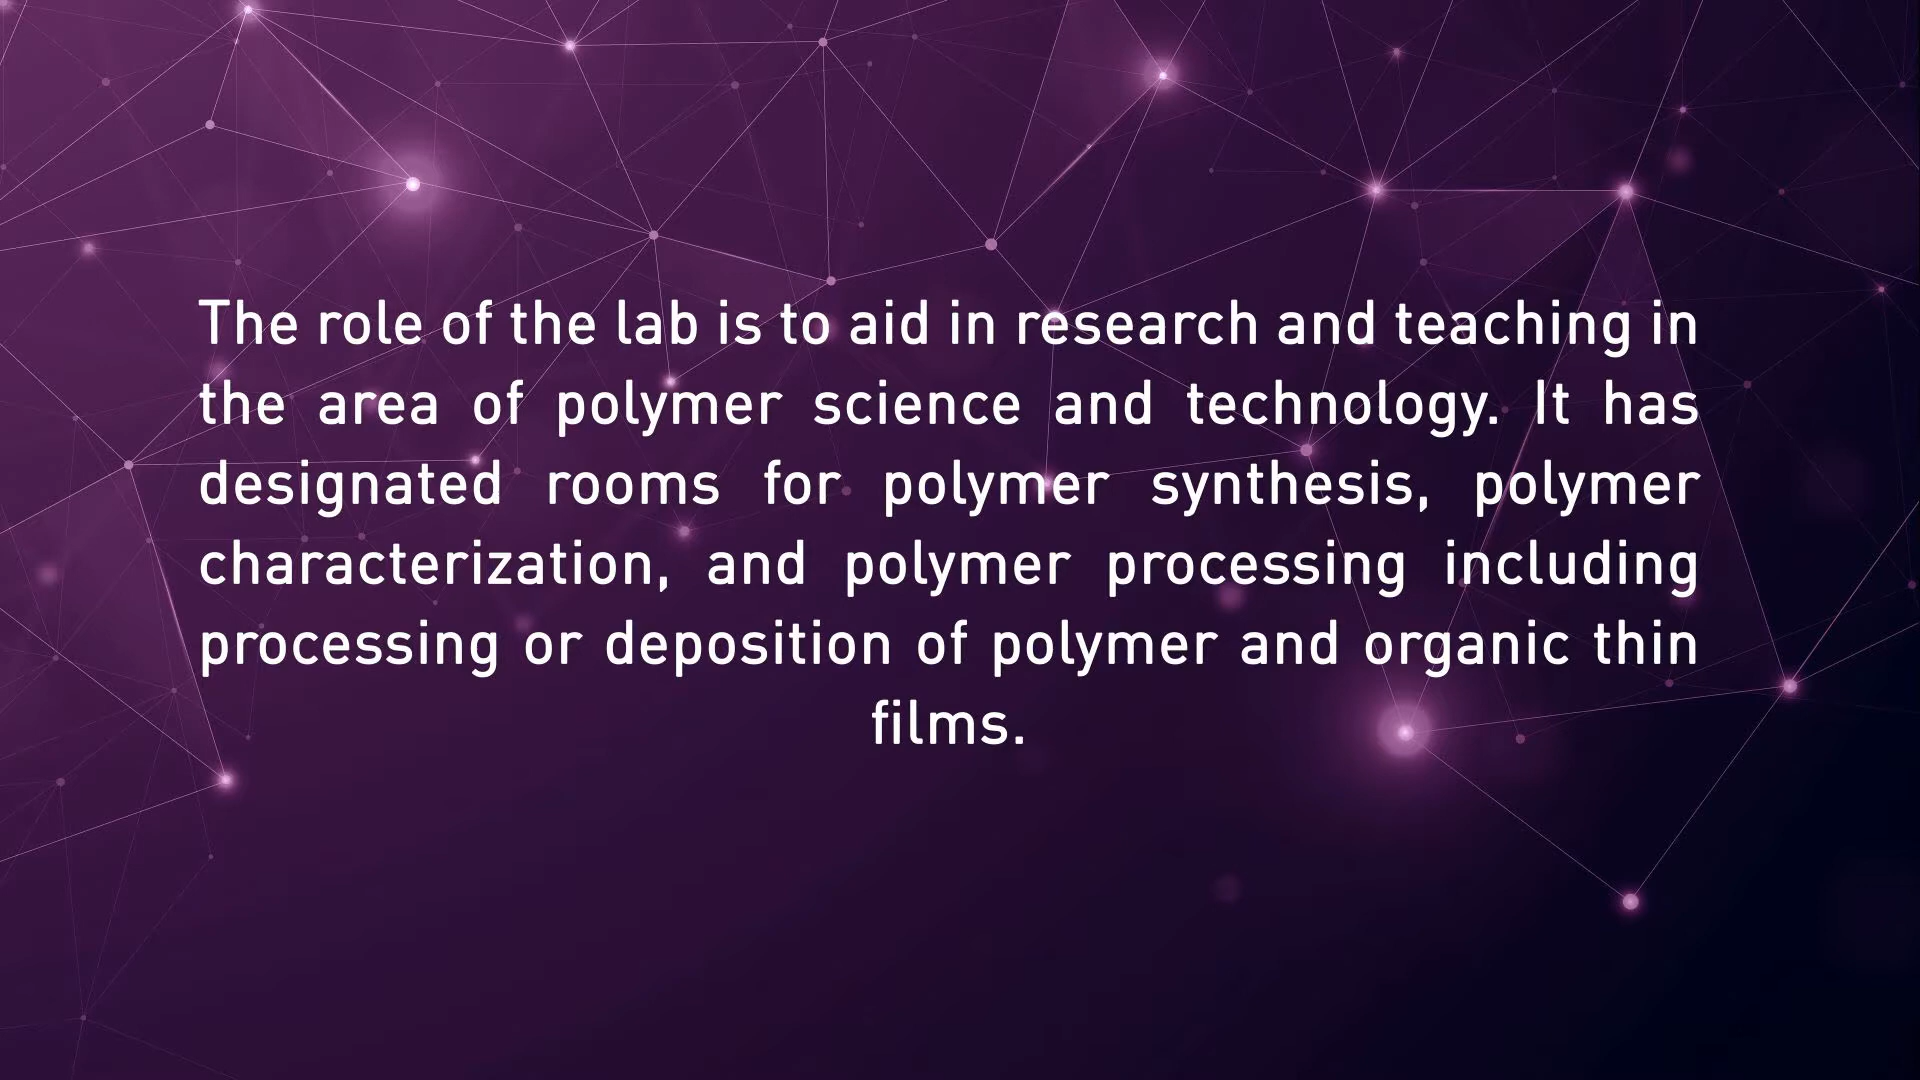 The role of the lab is to aid in research and teaching in
the area of polymer science and technology. It has
designated rooms for polymer synthesis, polymer
characterization, and polymer processing including
processing or deposition of polymer and organic thin
films.